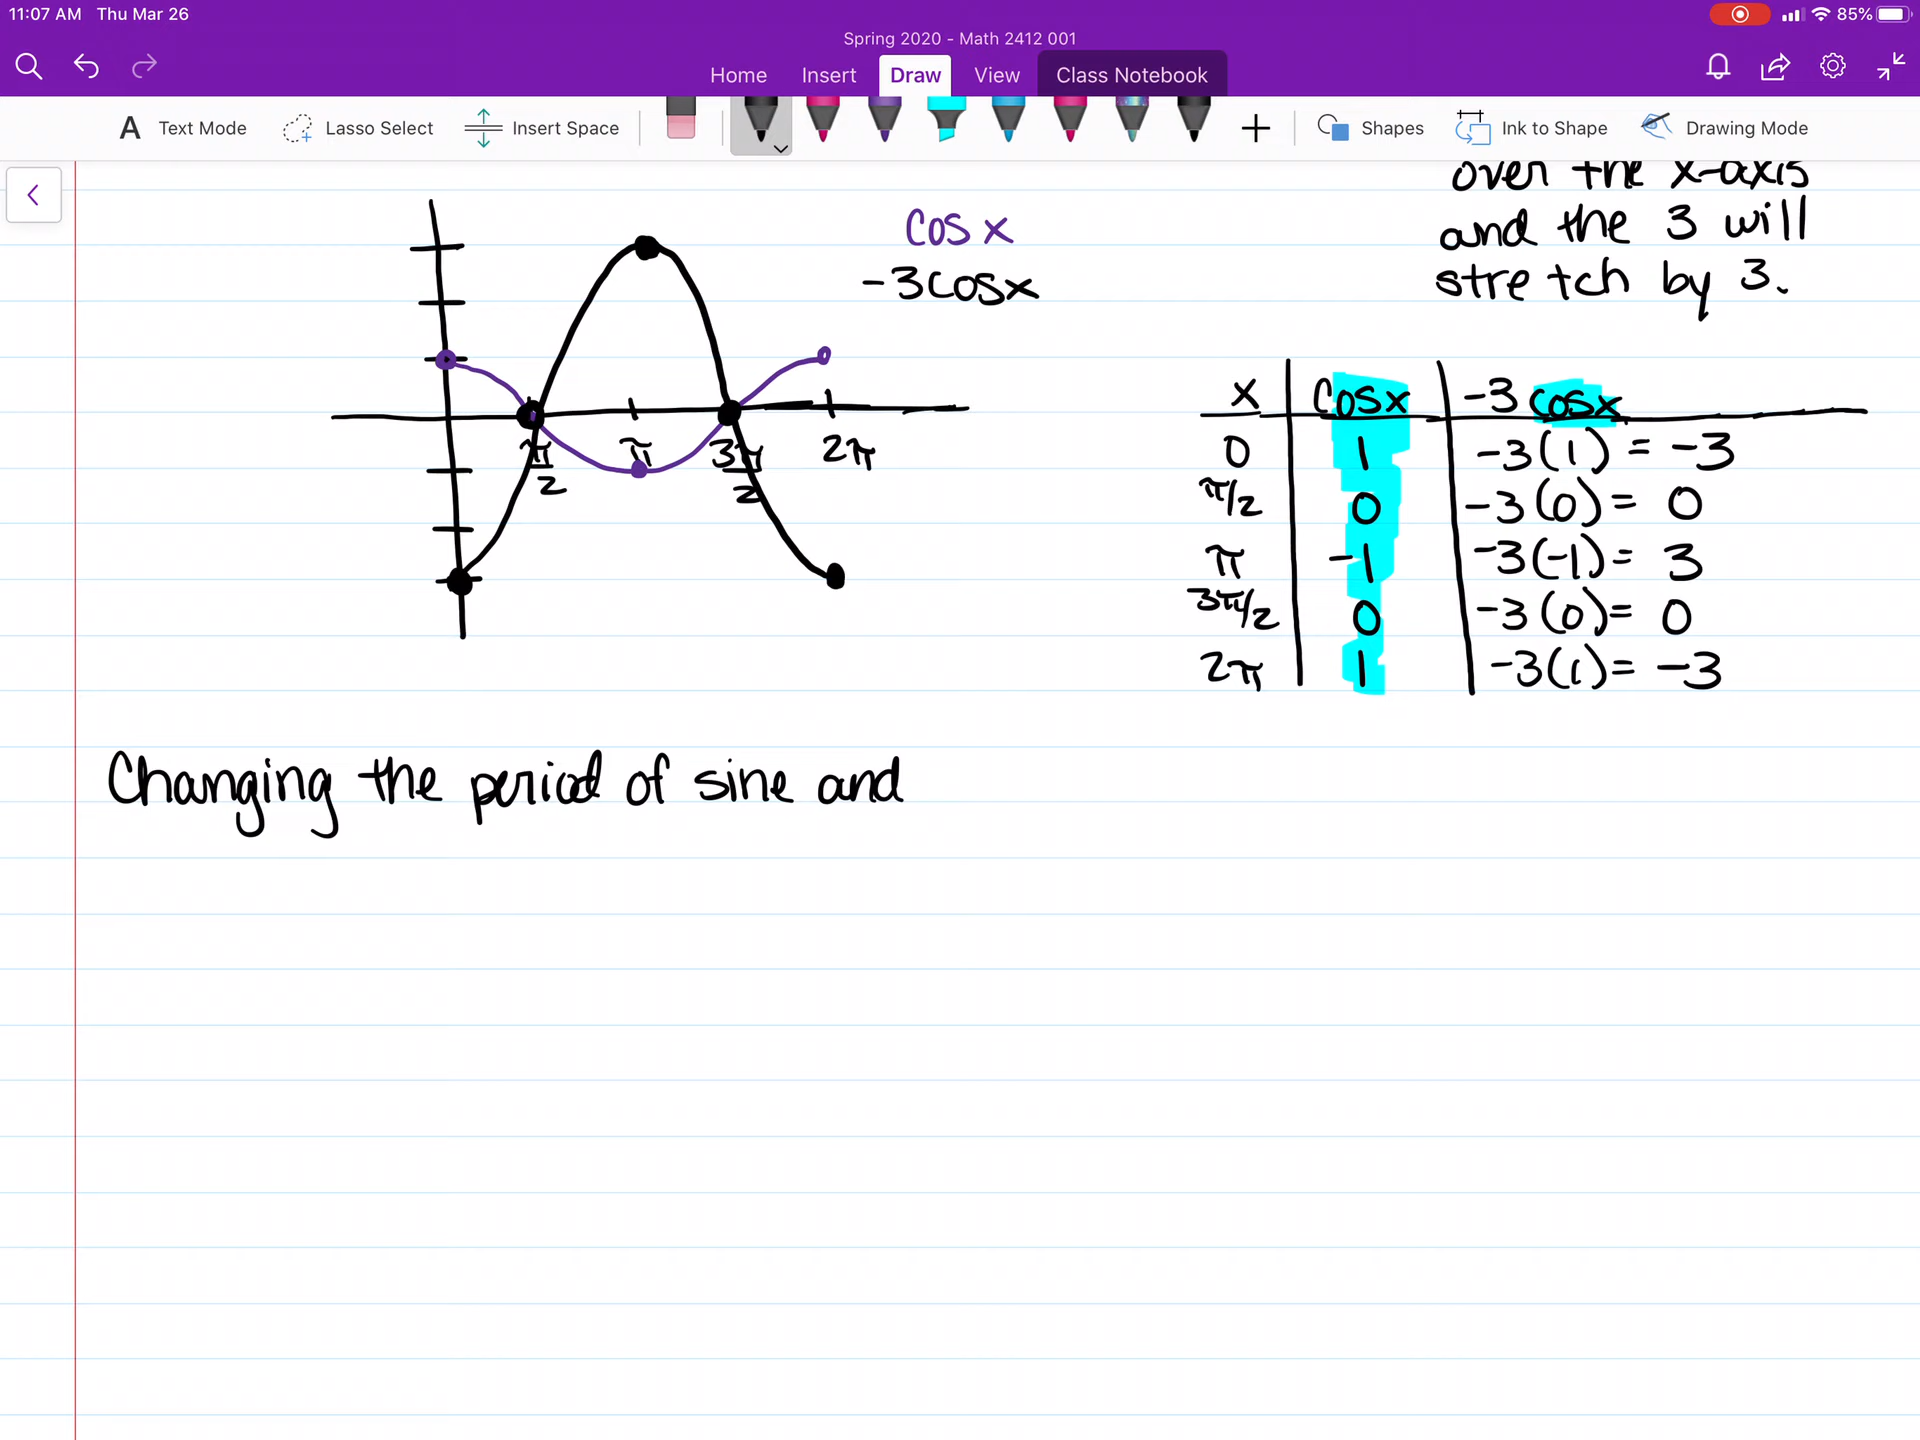 11:07 AM Thu Mar 26
85%
Spring 2020 - Math 2412 001
Home Insert Draw View Class Notebook
A Text Mode Lasso Select Insert Space Shapes Ink to Shape Drawing Mode
over the x-axis
and the 3 will
stretch by 3.
cos x
-3cosx
π/2 π 3π/2 2π
x cosx -3 cosx
0 1 -3(1) = -3
π/2 0 -3(0) = 0
π -1 -3(-1) = 3
3π/2 0 -3(0) = 0
2π 1 -3(1) = -3
Changing the period of sine and